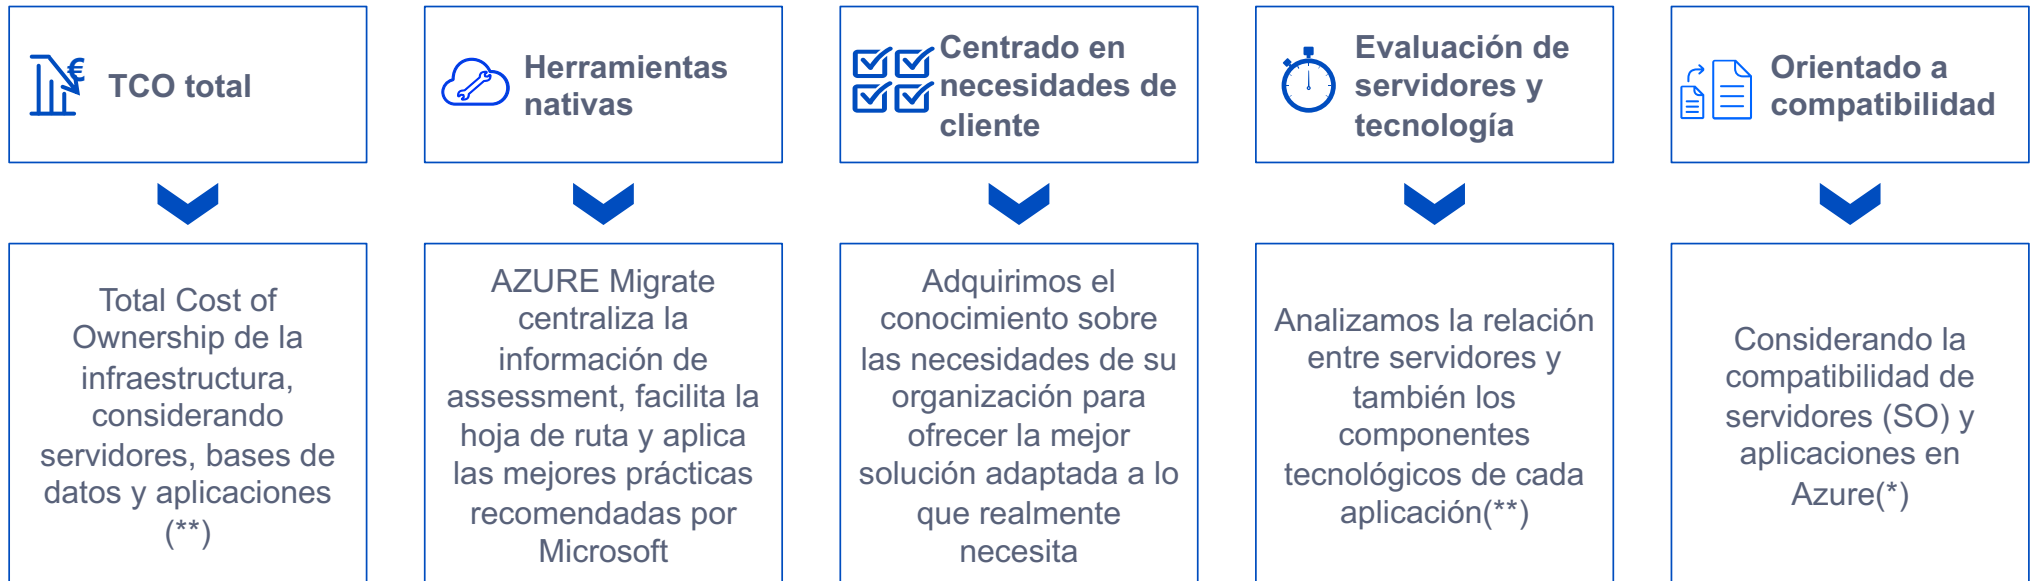 TCO total
Herramientas
nativas
Centrado en
necesidades de
cliente
Evaluación de
servidores y
tecnología
Orientado a
compatibilidad
Total Cost of
Ownership de la
infraestructura,
considerando
servidores, bases de
datos y aplicaciones
(**)
AZURE Migrate
centraliza la
información de
assessment, facilita la
hoja de ruta y aplica
las mejores prácticas
recomendadas por
Microsoft
Adquirimos el
conocimiento sobre
las necesidades de su
organización para
ofrecer la mejor
solución adaptada a lo
que realmente
necesita
Analizamos la relación
entre servidores y
también los
componentes
tecnológicos de cada
aplicación(**)
Considerando la
compatibilidad de
servidores (SO) y
aplicaciones en
Azure(*)